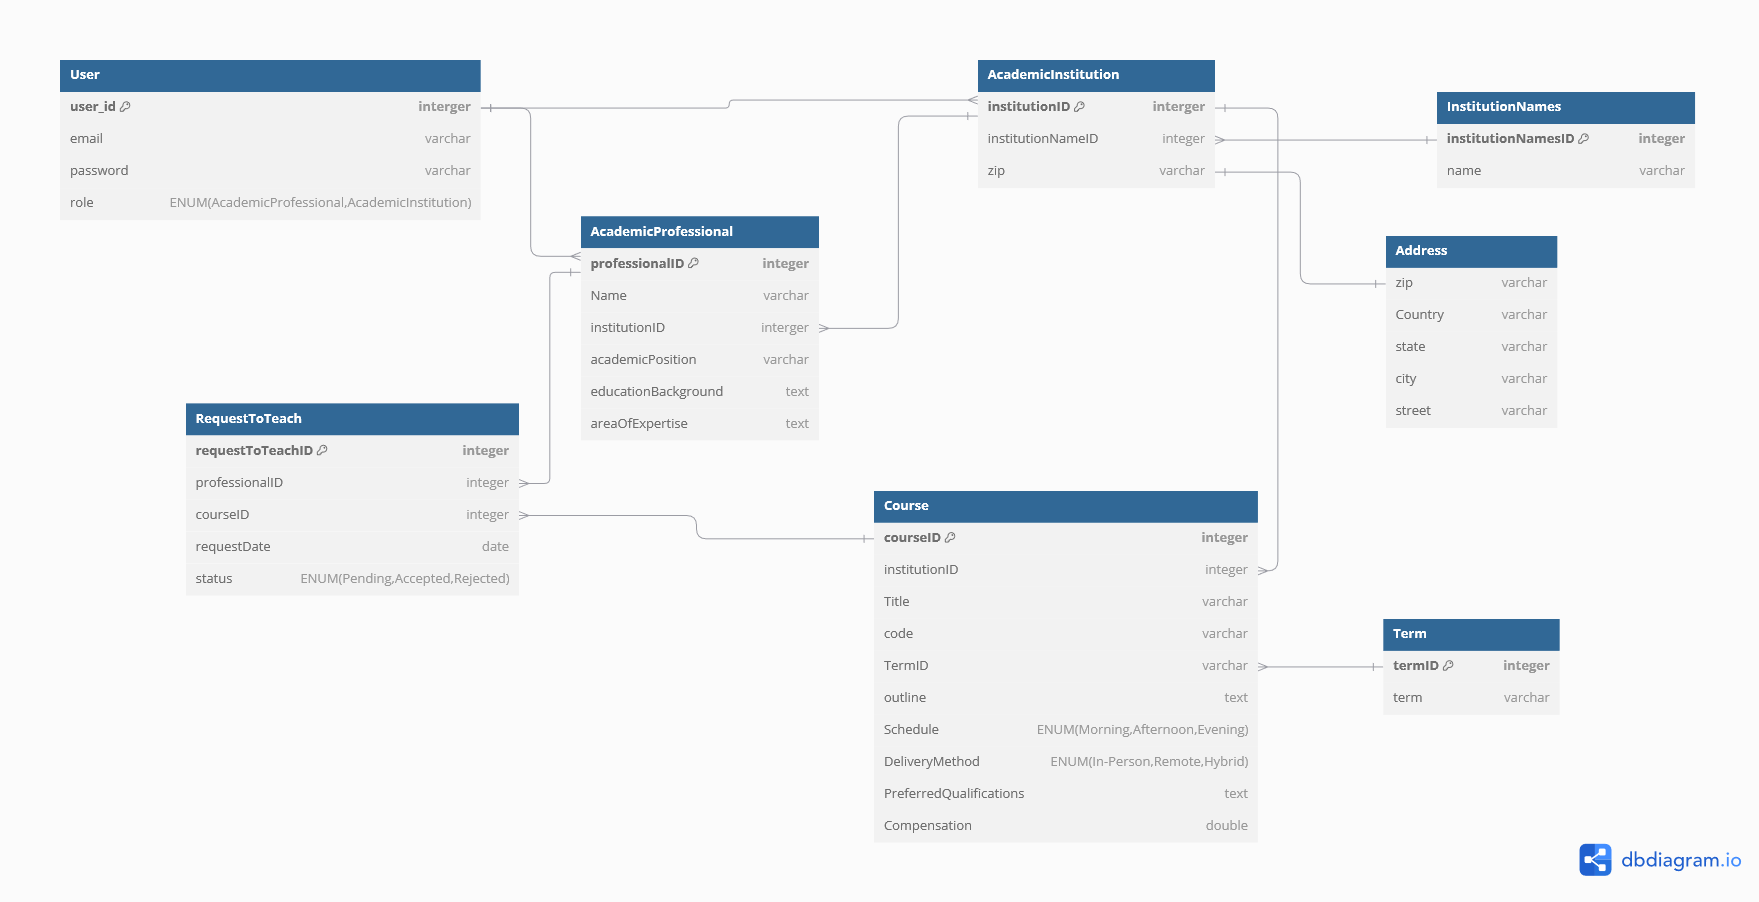 User
user_id interger
email varchar
password varchar
role ENUM(AcademicProfessional,AcademicInstitution)
AcademicInstitution
institutionID interger
institutionNameID integer
zip varchar
InstitutionNames
institutionNamesID integer
name varchar
AcademicProfessional
professionalID integer
Name varchar
institutionID interger
academicPosition varchar
educationBackground text
areaOfExpertise text
Address
zip varchar
Country varchar
state varchar
city varchar
street varchar
RequestToTeach
requestToTeachID integer
professionalID integer
courseID integer
requestDate date
status ENUM(Pending,Accepted,Rejected)
Course
courseID integer
institutionID integer
Title varchar
code varchar
TermID varchar
outline text
Schedule ENUM(Morning,Afternoon,Evening)
DeliveryMethod ENUM(In-Person,Remote,Hybrid)
PreferredQualifications text
Compensation double
Term
termID integer
term varchar
dbdiagram.io